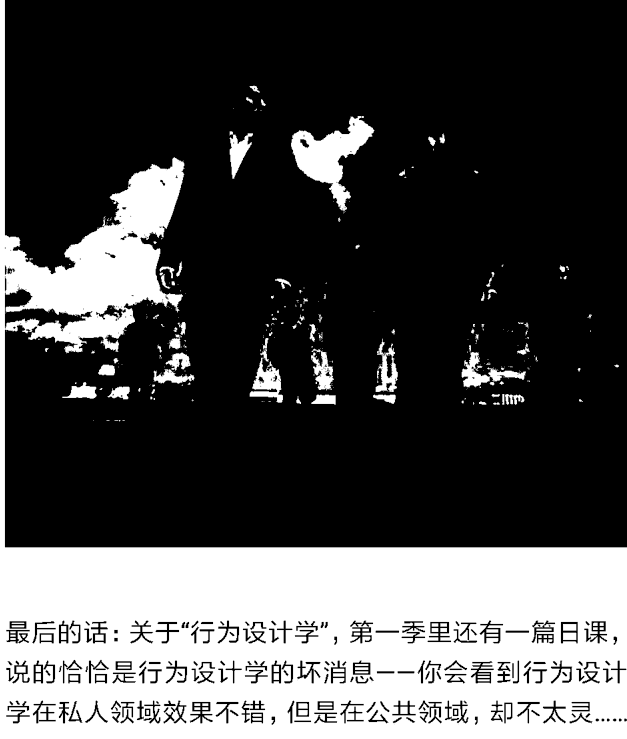 最后的话：关于“行为设计学”，第一季里还有一篇日课，
说的恰恰是行为设计学的坏消息——你会看到行为设计
学在私人领域效果不错，但是在公共领域，却不太灵……